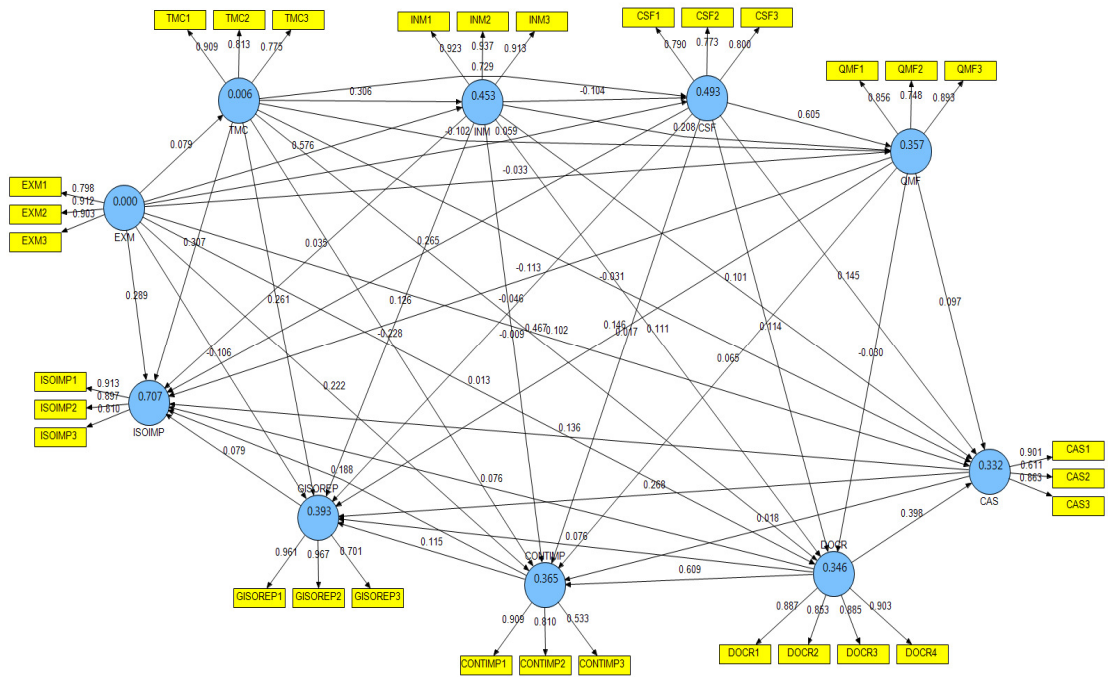 TMC1 TMC2 TMC3
0.909 0.813 0.775
0.006
TMC
INM1 INM2 INM3
0.923 0.937 0.913
0.729
0.453
INM
CSF1 CSF2 CSF3
0.790 0.773 0.800
0.493
CSF
QMF1 QMF2 QMF3
0.856 0.748 0.893
0.357
QMF
0.306
-0.104
0.605
0.079
0.576
-0.102
0.059
0.208
-0.033
EXM1 0.798
EXM2 0.912
EXM3 0.903
0.000
EXM
0.307
0.035
0.265
-0.113
-0.031
0.101
0.145
0.097
0.289
0.261
0.126
-0.046
-0.106
-0.228
0.467
-0.009
0.102
0.146
0.017
0.111
0.114
0.065
-0.030
0.222
0.013
ISOIMP1 0.913
ISOIMP2 0.897
ISOIMP3 0.810
0.707
ISOIMP
0.136
0.079
0.188
0.076
0.268
0.018
0.398
0.332
CAS
0.901 CAS1
0.611 CAS2
0.863 CAS3
GISOREP
0.393
0.115
0.076
0.609
CONTIMP
0.365
DOCR
0.346
0.961 0.967 0.701
GISOREP1 GISOREP2 GISOREP3
0.909 0.810 0.533
CONTIMP1 CONTIMP2 CONTIMP3
0.887 0.853 0.885 0.903
DOCR1 DOCR2 DOCR3 DOCR4